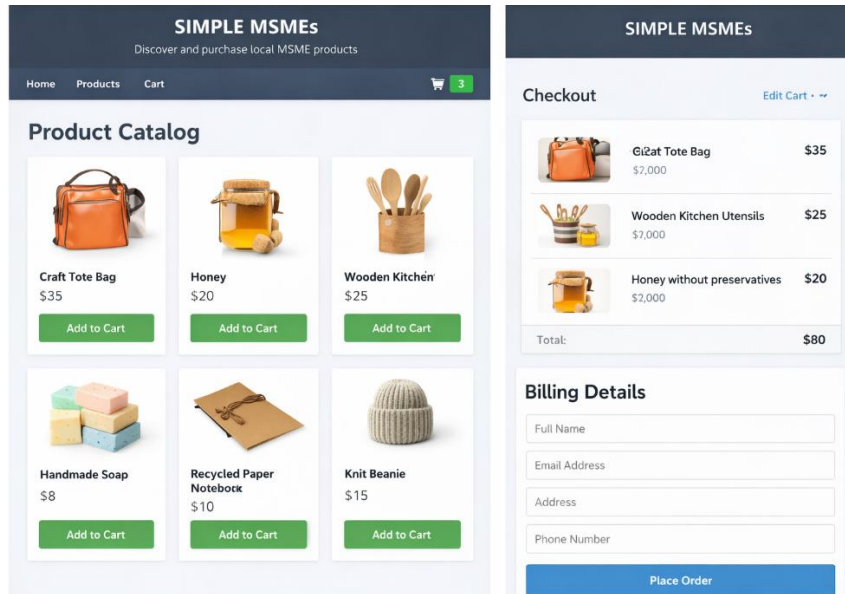 SIMPLE MSMEs
Discover and purchase local MSME products
Home Products Cart 3
Product Catalog
Craft Tote Bag
$35
Add to Cart
Honey
$20
Add to Cart
Wooden Kitchen
$25
Add to Cart
Handmade Soap
$8
Add to Cart
Recycled Paper
Notebook
$10
Add to Cart
Knit Beanie
$15
Add to Cart
SIMPLE MSMEs
Checkout
Edit Cart
Tote Bag
$35
$7,000
Wooden Kitchen Utensils
$25
$7,000
Honey without preservatives
$20
$2,000
Total:
$80
Billing Details
Full Name
Email Address
Address
Phone Number
Place Order